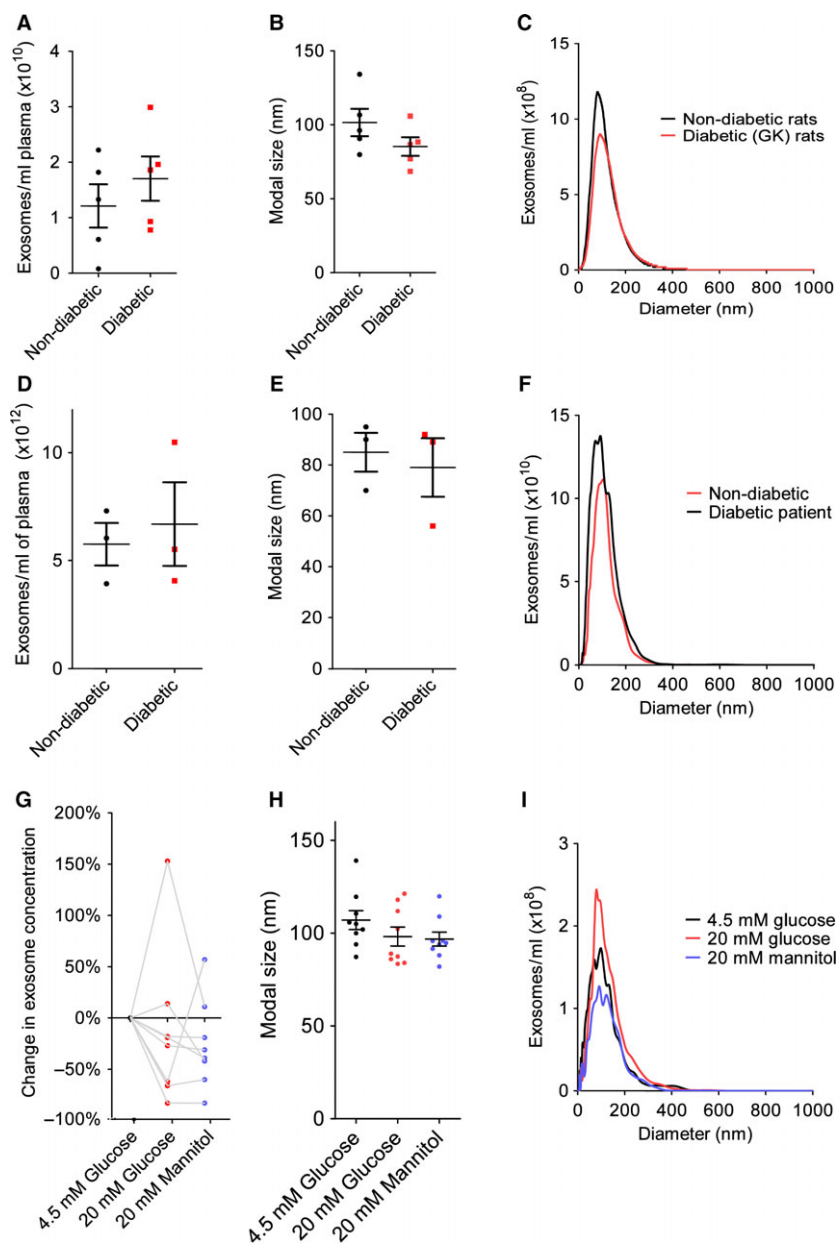 A
Exosomes/ml plasma (x10^10)
4
3
2
1
0
Non-diabetic
Diabetic
B
Modal size (nm)
150
100
50
0
Non-diabetic
Diabetic
C
Exosomes/ml (x10^8)
15
10
5
0
Non-diabetic rats
Diabetic (GK) rats
0 200 400 600 800 1000
Diameter (nm)
D
Exosomes/ml of plasma (x10^12)
10
5
0
Non-diabetic
Diabetic
E
Modal size (nm)
100
80
60
40
20
0
Non-diabetic
Diabetic
F
Exosomes/ml (x10^10)
15
10
5
0
Non-diabetic
Diabetic patient
0 200 400 600 800 1000
Diameter (nm)
G
Change in exosome concentration
200%
150%
100%
50%
0%
−50%
−100%
4.5 mM Glucose
20 mM Glucose
20 mM Mannitol
H
Modal size (nm)
150
100
50
0
4.5 mM Glucose
20 mM Glucose
20 mM Mannitol
I
Exosomes/ml (x10^8)
3
2
1
0
4.5 mM glucose
20 mM glucose
20 mM mannitol
0 200 400 600 800 1000
Diameter (nm)